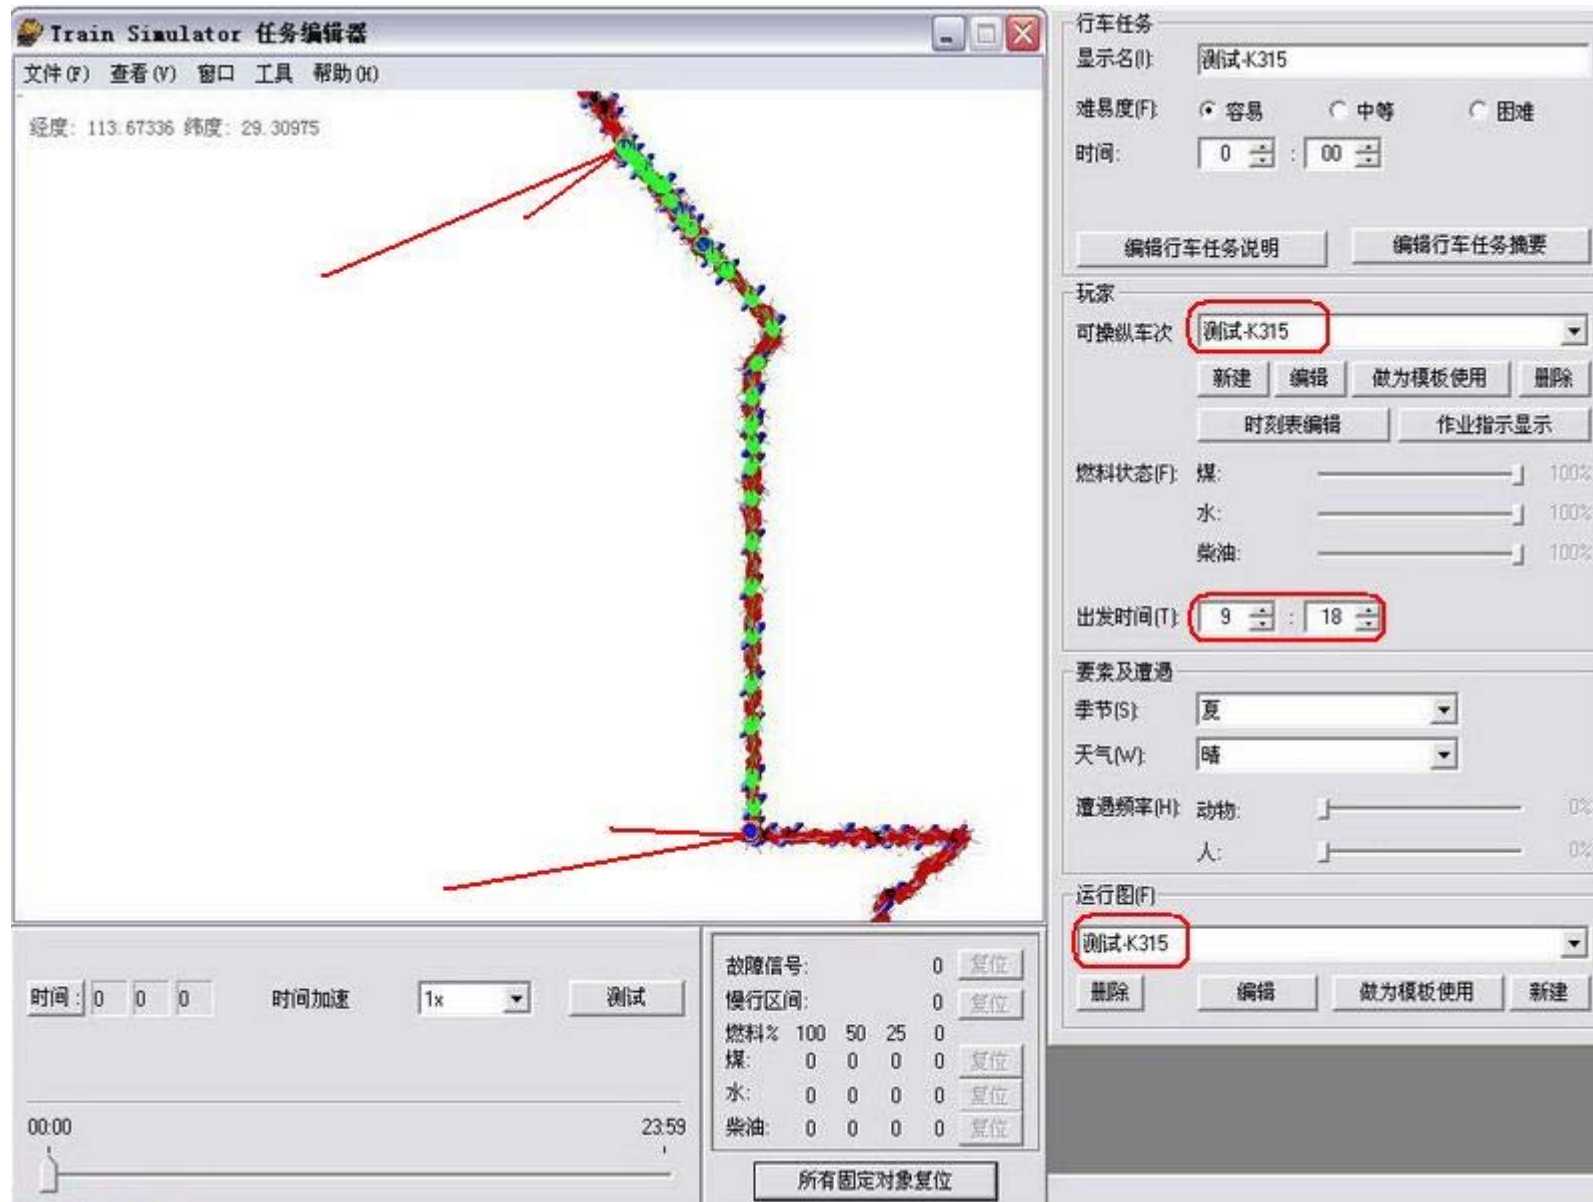 Train Simulator 任务编辑器
文件(F) 查看(V) 窗口 工具 帮助(H)
经度: 113.67336 纬度: 29.30975
行车任务
显示名(I): 测试-K315
难易度(F): 容易 中等 困难
时间: 0 : 00
编辑行车任务说明 编辑行车任务摘要
玩家
可操纵车次 测试-K315
新建 编辑 做为模板使用 删除
时刻表编辑 作业指示显示
燃料状态(F): 煤: 100%
水: 100%
柴油: 100%
出发时间(T): 9 : 18
要索及遭遇
季节(S): 夏
天气(W): 晴
遭遇频率(H): 动物: 0%
人: 0%
运行图(F)
测试-K315
删除 编辑 做为模板使用 新建
时间 : 0 0 0 时间加速 1x 测试
00:00 23:59
故障信号: 0 复位
慢行区间: 0 复位
燃料% 100 50 25 0
煤: 0 0 0 0 复位
水: 0 0 0 0 复位
柴油: 0 0 0 0 复位
所有固定对象复位